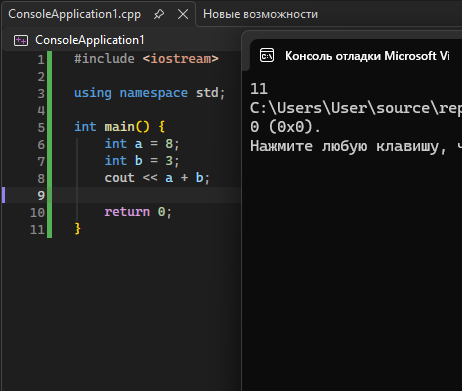 ConsoleApplication1.cpp
Новые возможности
ConsoleApplication1
1 #include <iostream>
2
3 using namespace std;
4
5 int main() {
6 int a = 8;
7 int b = 3;
8 cout << a + b;
9
10 return 0;
11 }
Консоль отладки Microsoft Vi
11
C:\Users\User\source\rep
0 (0x0).
Нажмите любую клавишу, ч